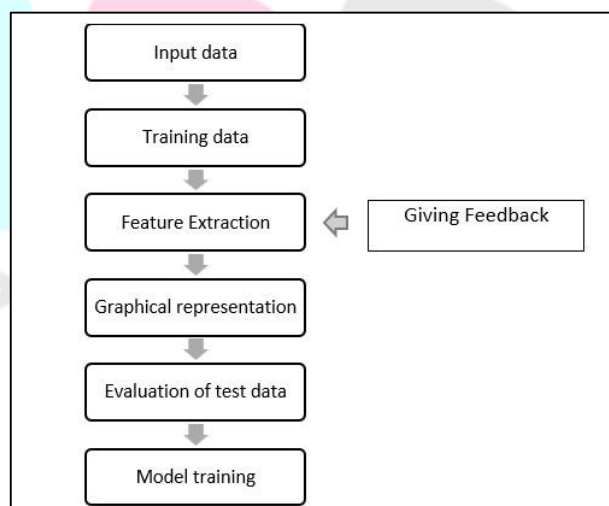 Input data
Training data
Feature Extraction
Giving Feedback
Graphical representation
Evaluation of test data
Model training